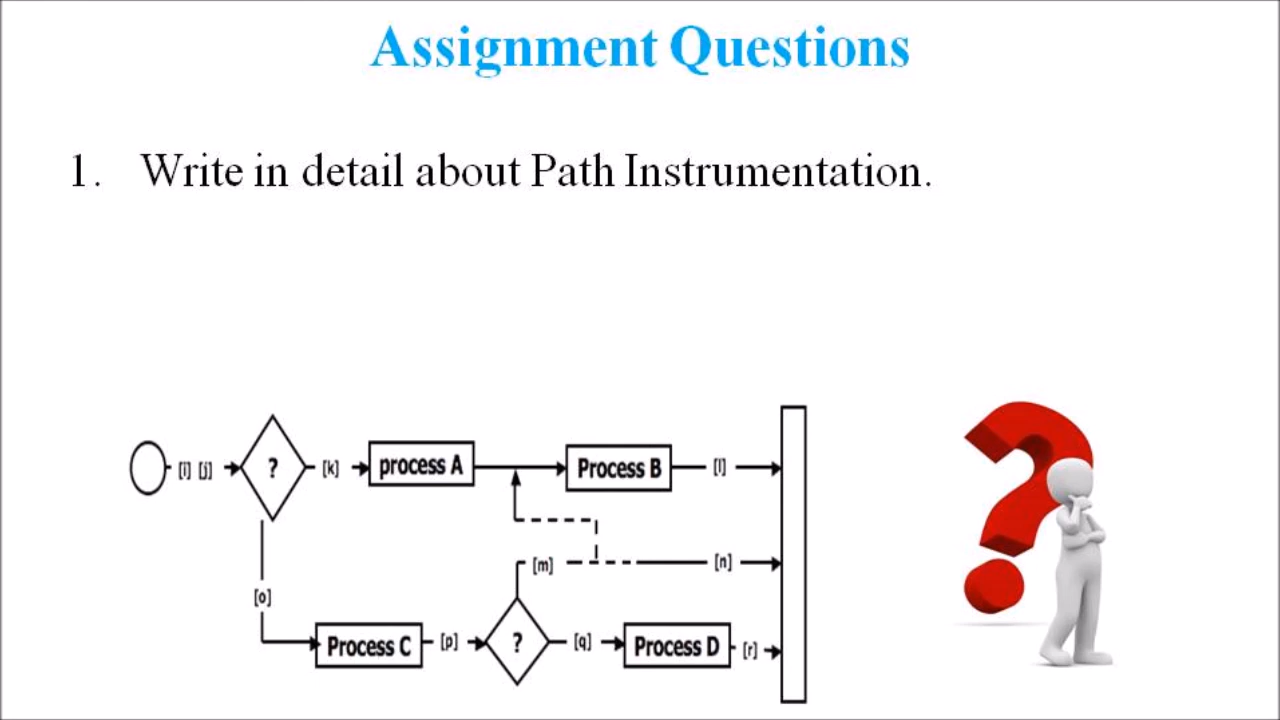 Assignment Questions
1. Write in detail about Path Instrumentation.
[i] [j] ? [k] process A Process B [l]
[m] [n]
[o]
Process C [p] ? [q] Process D [r]
?